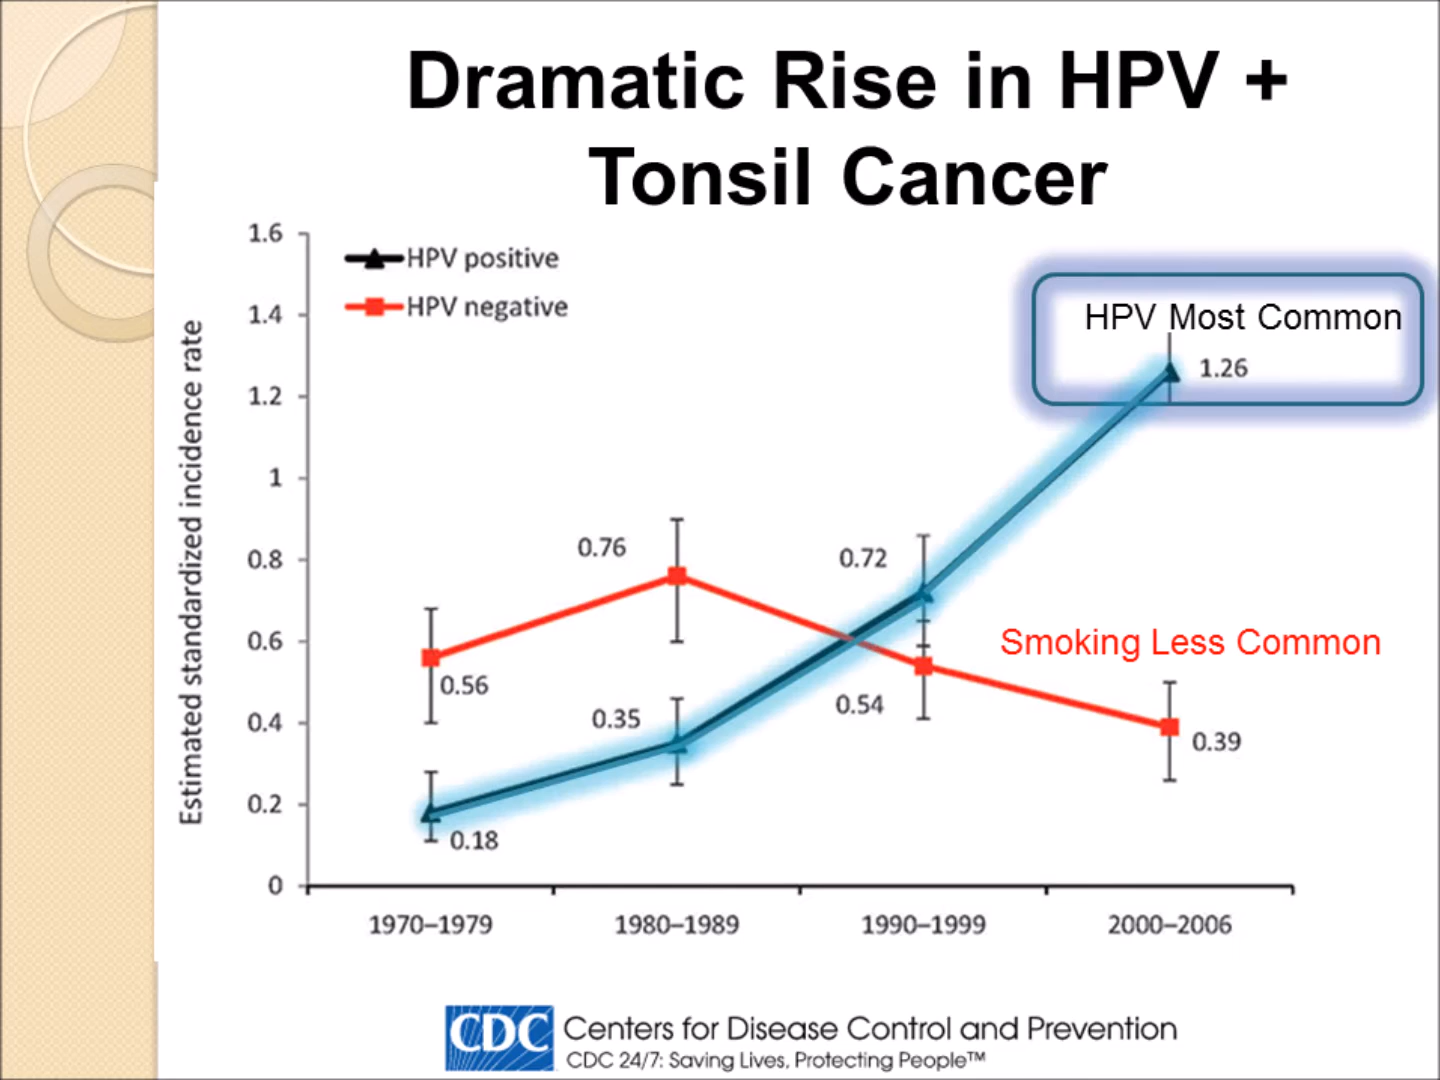 Dramatic Rise in HPV +
Tonsil Cancer
1.6
HPV positive
HPV negative
1.4
HPV Most Common
1.26
1.2
1
0.8
0.76
0.72
0.6
Smoking Less Common
0.56
0.54
0.4
0.35
0.39
0.2
0.18
0
Estimated standardized incidence rate
1970–1979 1980–1989 1990–1999 2000–2006
CDC Centers for Disease Control and Prevention
CDC 24/7: Saving Lives, Protecting People™